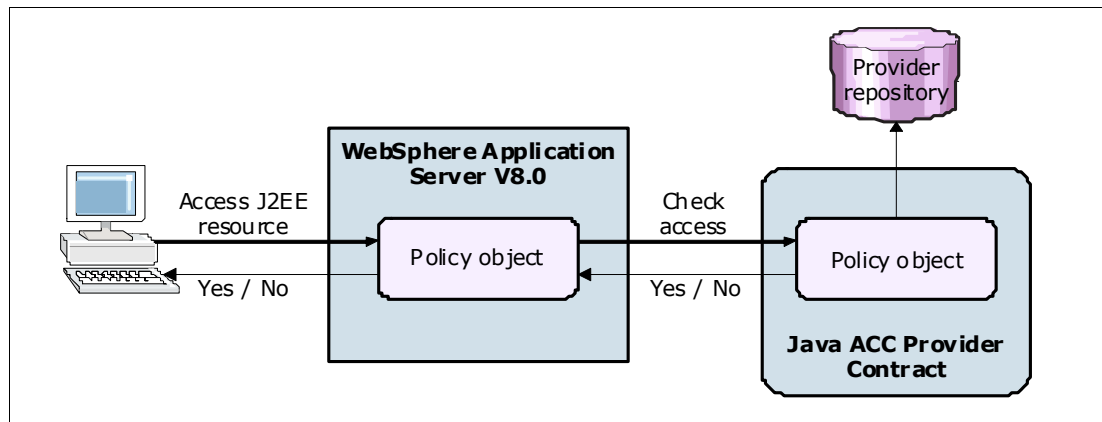 Provider
repository
WebSphere Application
Server V8.0
Access J2EE
resource
Check
access
Policy object
Policy object
Yes / No
Yes / No
Java ACC Provider
Contract